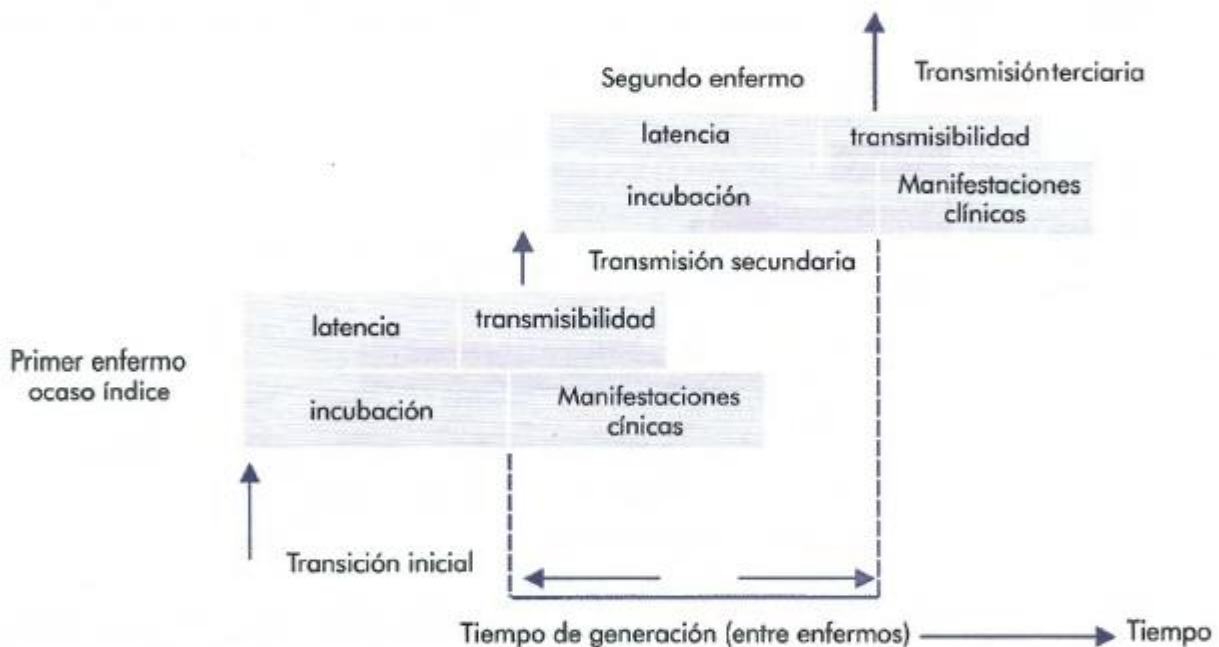 Segundo enfermo
Transmisiónterciaria
latencia
transmisibilidad
incubación
Manifestaciones
clínicas
Transmisión secundaria
latencia
transmisibilidad
Primer enfermo
ocaso índice
incubación
Manifestaciones
cínicas
Transición inicial
Tiempo de generación (entre enfermos)
Tiempo